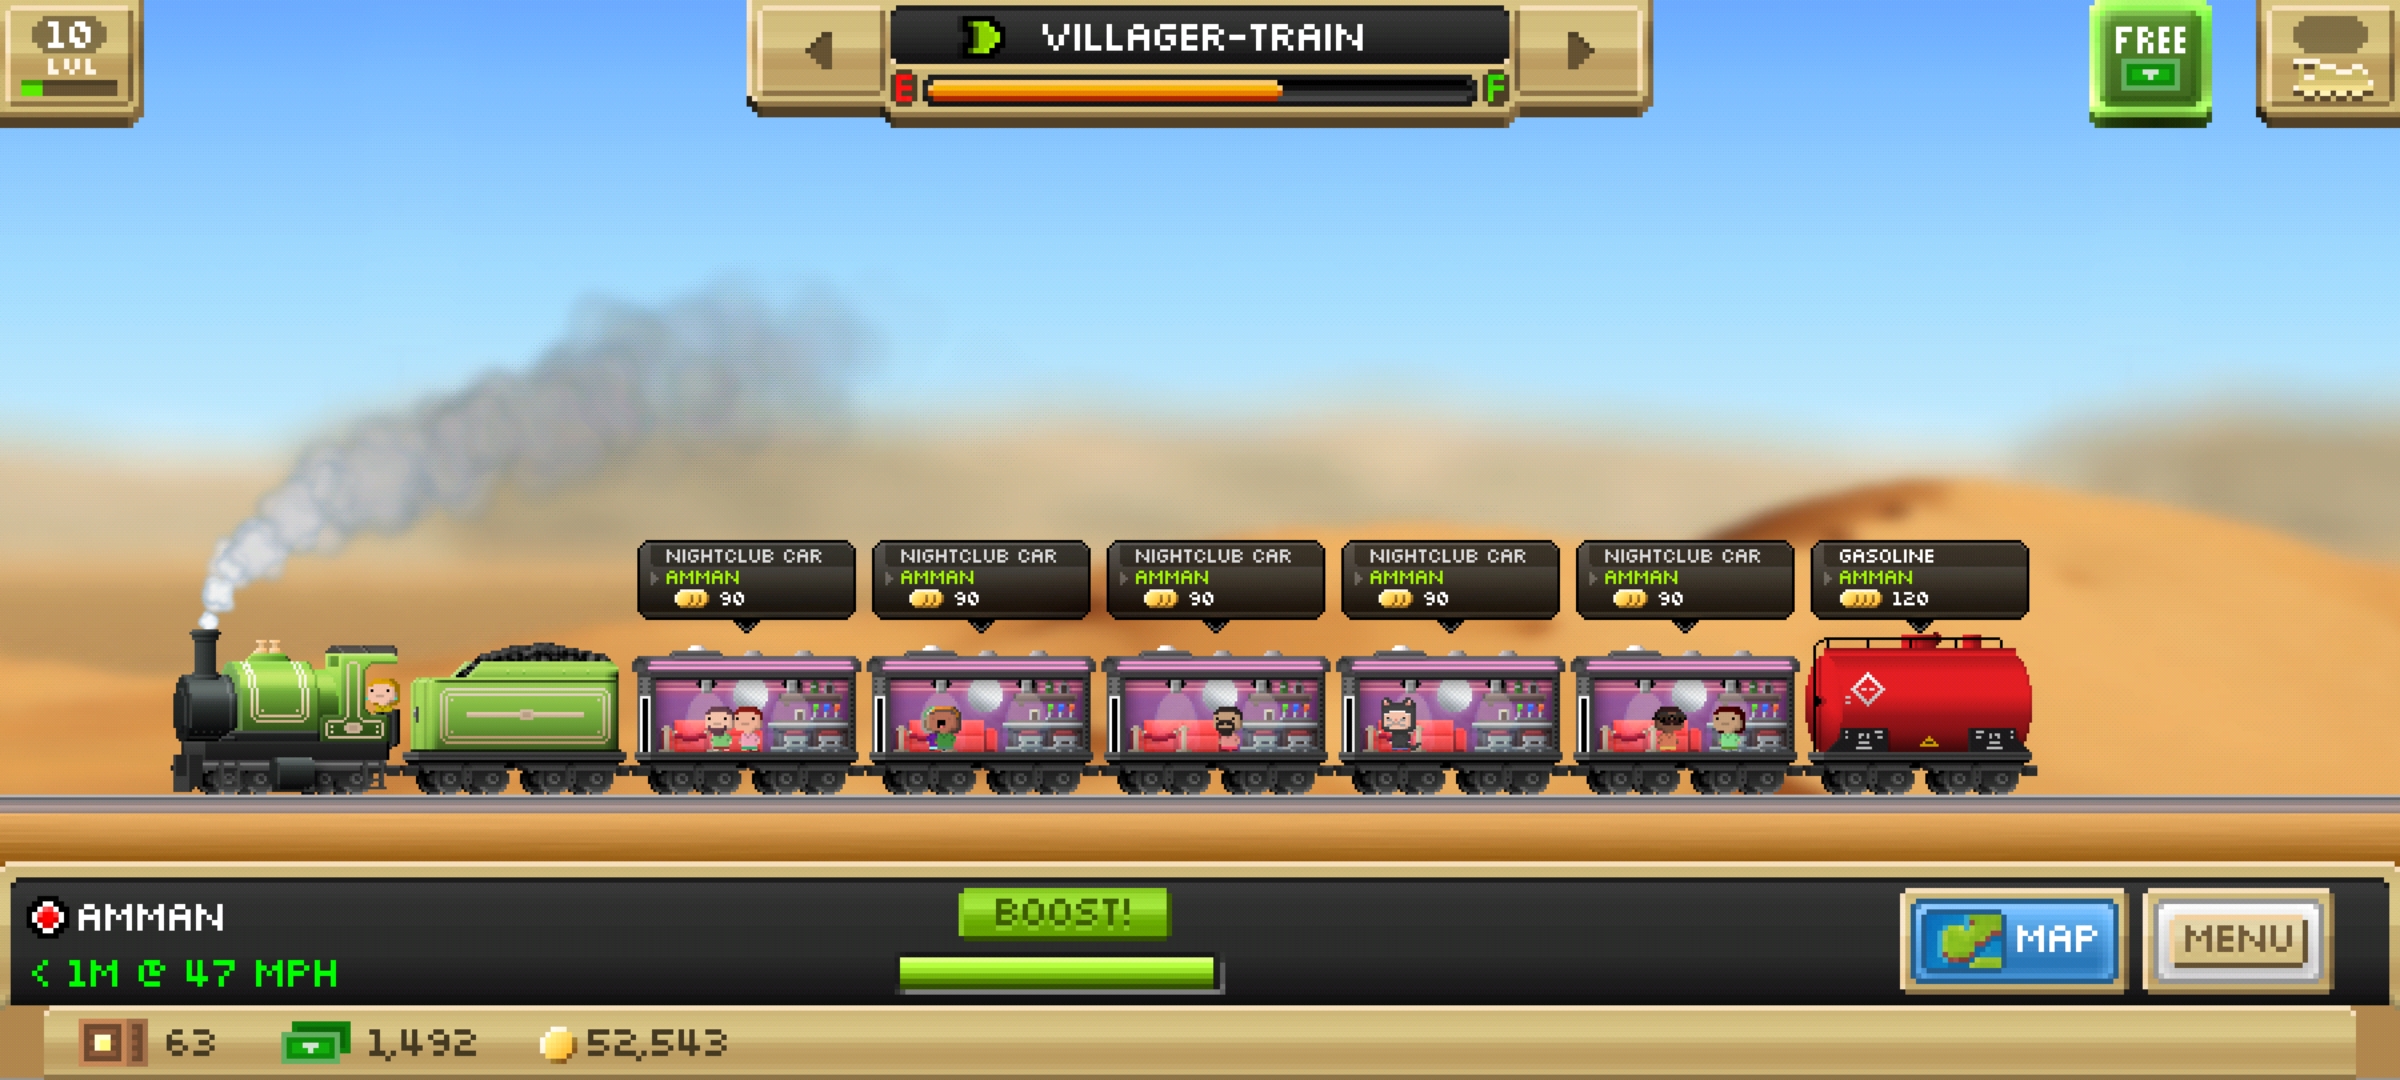 10
LVL
VILLAGER-TRAIN
E F
FREE
NIGHTCLUB CAR
AMMAN
90
NIGHTCLUB CAR
AMMAN
90
NIGHTCLUB CAR
AMMAN
90
NIGHTCLUB CAR
AMMAN
90
NIGHTCLUB CAR
AMMAN
90
GASOLINE
AMMAN
120
AMMAN
< 1M @ 47 MPH
BOOST!
MAP
MENU
63
1,492
52,543